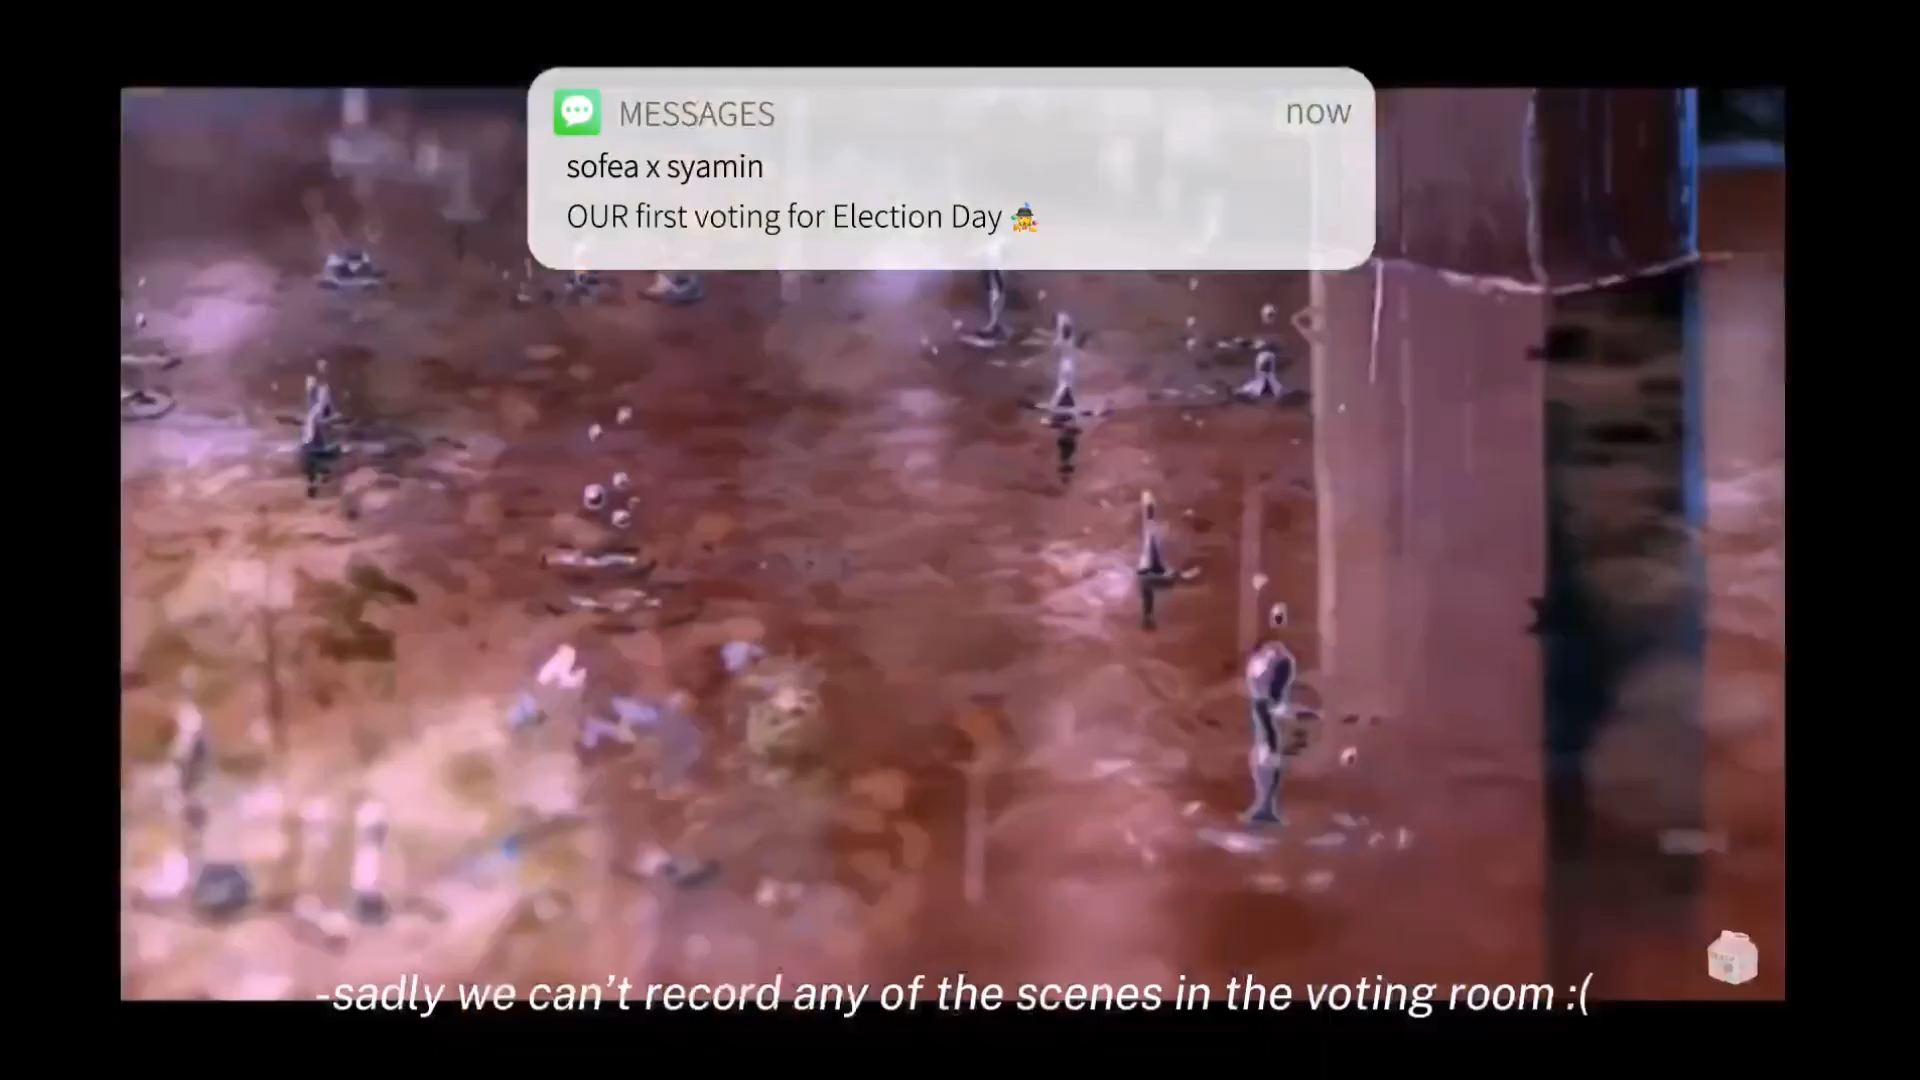 MESSAGES now
sofea x syamin
OUR first voting for Election Day 🤹
-sadly we can't record any of the scenes in the voting room :(